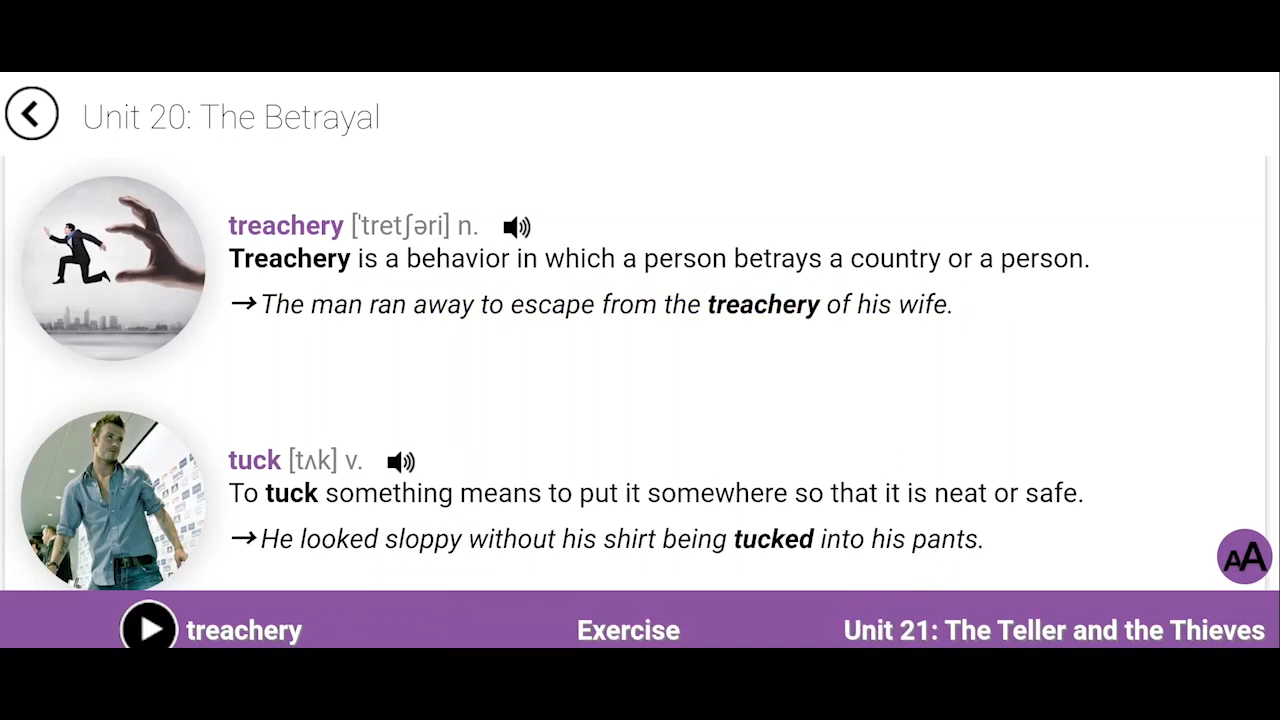 Unit 20: The Betrayal
treachery [ˈtretʃəri] n.
Treachery is a behavior in which a person betrays a country or a person.
→ The man ran away to escape from the treachery of his wife.
tuck [tʌk] v.
To tuck something means to put it somewhere so that it is neat or safe.
→ He looked sloppy without his shirt being tucked into his pants.
AA
treachery
Exercise
Unit 21: The Teller and the Thieves